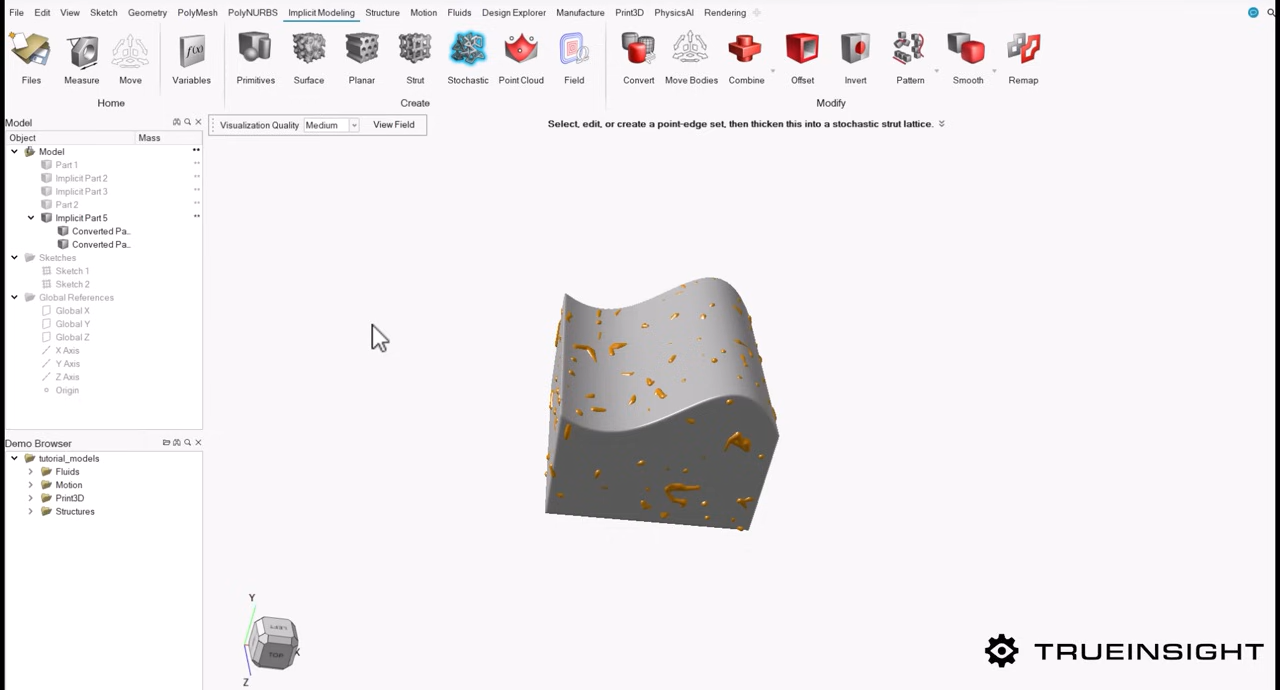 File Edit View Sketch Geometry PolyMesh PolyNURBS Implicit Modeling Structure Motion Fluids Design Explorer Manufacture Print3D PhysicsAI Rendering
Files Measure Move Variables Primitives Surface Planar Strut Stochastic Point Cloud Field Convert Move Bodies Combine Offset Invert Pattern Smooth Remap
f(x)
Home Create Modify
Model
Visualization Quality Medium View Field
Select, edit, or create a point-edge set, then thicken this into a stochastic strut lattice.
Object Mass
Model
Part 1
Implicit Part 2
Implicit Part 3
Part 2
Implicit Part 5
Converted Pa..
Converted Pa..
Sketches
Sketch 1
Sketch 2
Global References
Global X
Global Y
Global Z
X Axis
Y Axis
Z Axis
Origin
Demo Browser
tutorial_models
Fluids
Motion
Print3D
Structures
Y
LEFT
TOP
X
Z
TRUEINSIGHT